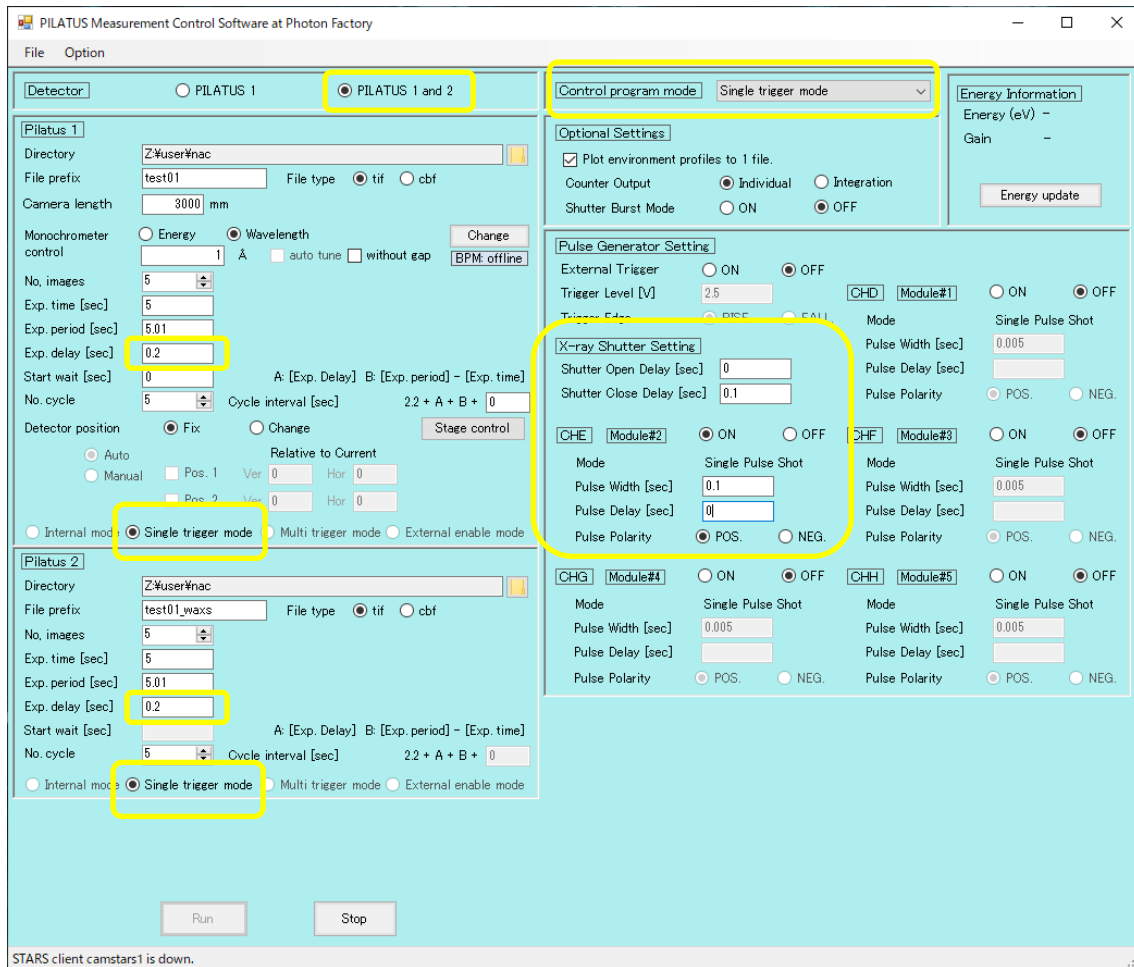 PILATUS Measurement Control Software at Photon Factory
File Option
Detector PILATUS 1 PILATUS 1 and 2
Pilatus 1
Directory Z:¥user¥nac
File prefix test01 File type tif cbf
Camera length 3000 mm
Monochrometer control Energy Wavelength Change
1 Å auto tune without gap BPM: offline
No, images 5
Exp. time [sec] 5
Exp. period [sec] 5.01
Exp. delay [sec] 0.2
Start wait [sec] 0 A: [Exp. Delay] B: [Exp. period] - [Exp. time]
No. cycle 5 Cycle interval [sec] 2.2 + A + B + 0
Detector position Fix Change Stage control
Auto Relative to Current
Manual Pos. 1 Ver 0 Hor 0
Pos. 2 Ver 0 Hor 0
Internal mode Single trigger mode Multi trigger mode External enable mode
Pilatus 2
Directory Z:¥user¥nac
File prefix test01_waxs File type tif cbf
No, images 5
Exp. time [sec] 5
Exp. period [sec] 5.01
Exp. delay [sec] 0.2
Start wait [sec] A: [Exp. Delay] B: [Exp. period] - [Exp. time]
No. cycle 5 Cycle interval [sec] 2.2 + A + B + 0
Internal mode Single trigger mode Multi trigger mode External enable mode
Run Stop
Control program mode Single trigger mode
Optional Settings
Plot environment profiles to 1 file.
Counter Output Individual Integration
Shutter Burst Mode ON OFF
Energy Information
Energy (eV) -
Gain -
Energy update
Pulse Generator Setting
External Trigger ON OFF
Trigger Level [V] 2.5
Trigger Edge RISE FALL
X-ray Shutter Setting
Shutter Open Delay [sec] 0
Shutter Close Delay [sec] 0.1
CHD Module#1 ON OFF
Mode Single Pulse Shot
Pulse Width [sec] 0.005
Pulse Delay [sec]
Pulse Polarity POS. NEG.
CHE Module#2 ON OFF
Mode Single Pulse Shot
Pulse Width [sec] 0.1
Pulse Delay [sec] 0
Pulse Polarity POS. NEG.
CHF Module#3 ON OFF
Mode Single Pulse Shot
Pulse Width [sec] 0.005
Pulse Delay [sec]
Pulse Polarity POS. NEG.
CHG Module#4 ON OFF
Mode Single Pulse Shot
Pulse Width [sec] 0.005
Pulse Delay [sec]
Pulse Polarity POS. NEG.
CHH Module#5 ON OFF
Mode Single Pulse Shot
Pulse Width [sec] 0.005
Pulse Delay [sec]
Pulse Polarity POS. NEG.
STARS client camstars1 is down.